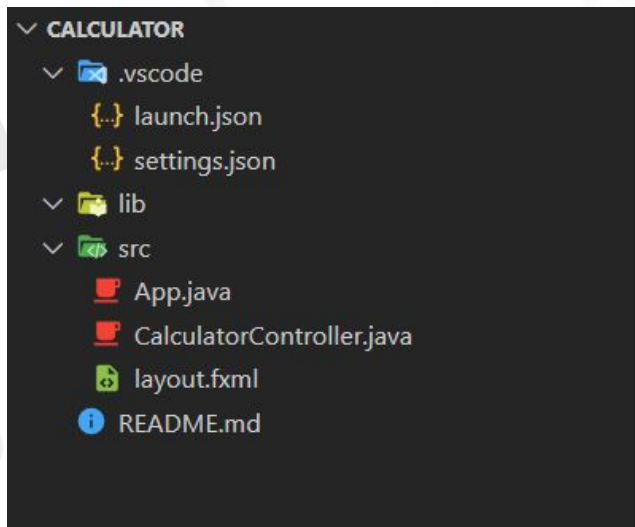 CALCULATOR
.vscode
{...} launch.json
{...} settings.json
lib
src
App.java
CalculatorController.java
layout.fxml
README.md